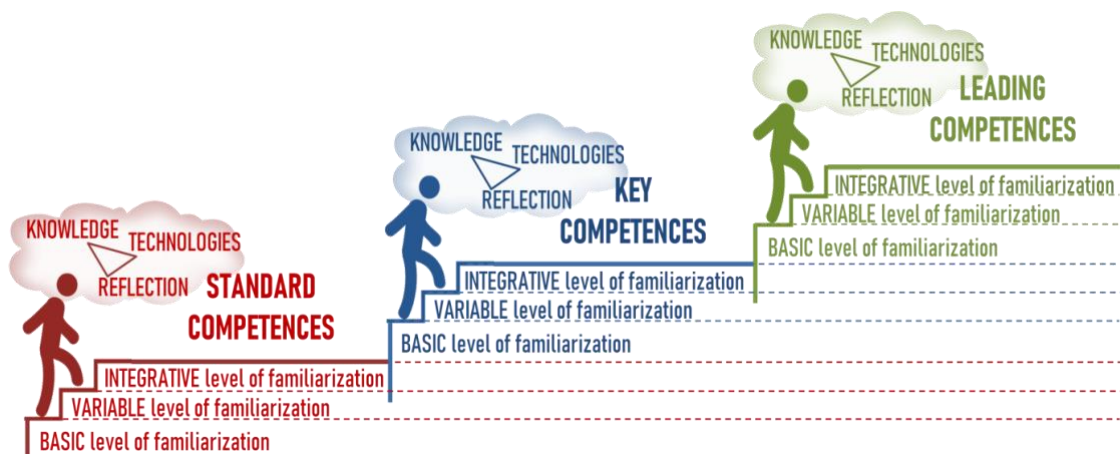 KNOWLEDGE
TECHNOLOGIES
REFLECTION
LEADING
COMPETENCES
INTEGRATIVE level of familiarization
VARIABLE level of familiarization
BASIC level of familiarization
KNOWLEDGE
TECHNOLOGIES
REFLECTION
KEY
COMPETENCES
INTEGRATIVE level of familiarization
VARIABLE level of familiarization
BASIC level of familiarization
KNOWLEDGE
TECHNOLOGIES
REFLECTION
STANDARD
COMPETENCES
INTEGRATIVE level of familiarization
VARIABLE level of familiarization
BASIC level of familiarization